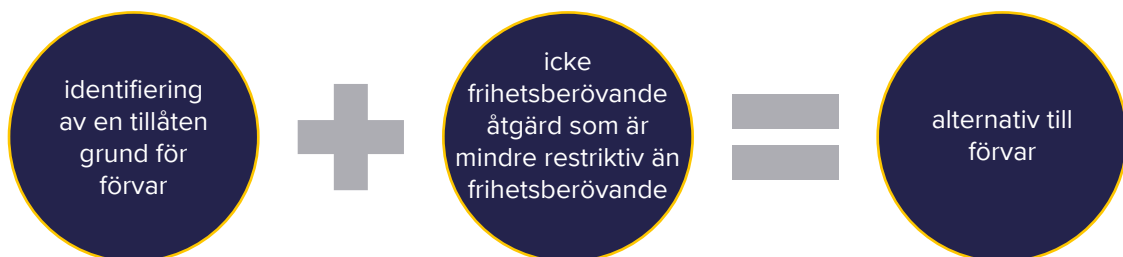 identifiering
av en tillåten
grund för
förvar
icke
frihetsberövande
åtgärd som är
mindre restriktiv än
frihetsberövande
alternativ till
förvar